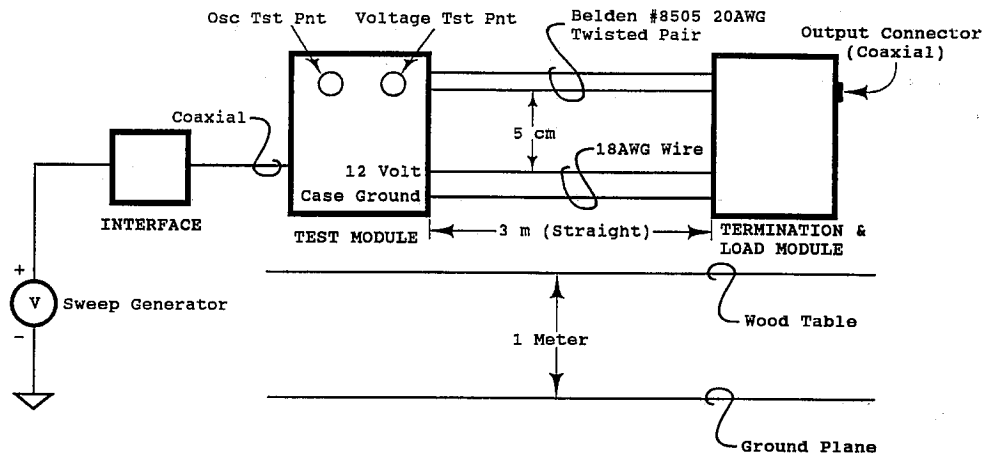 Osc Tst Pnt
Voltage Tst Pnt
Belden #8505 20AWG
Twisted Pair
Output Connector
(Coaxial)
Coaxial
5 cm
18AWG Wire
12 Volt
Case Ground
INTERFACE
TEST MODULE
3 m (Straight)
TERMINATION &
LOAD MODULE
+
V
Sweep Generator
-
Wood Table
1 Meter
Ground Plane